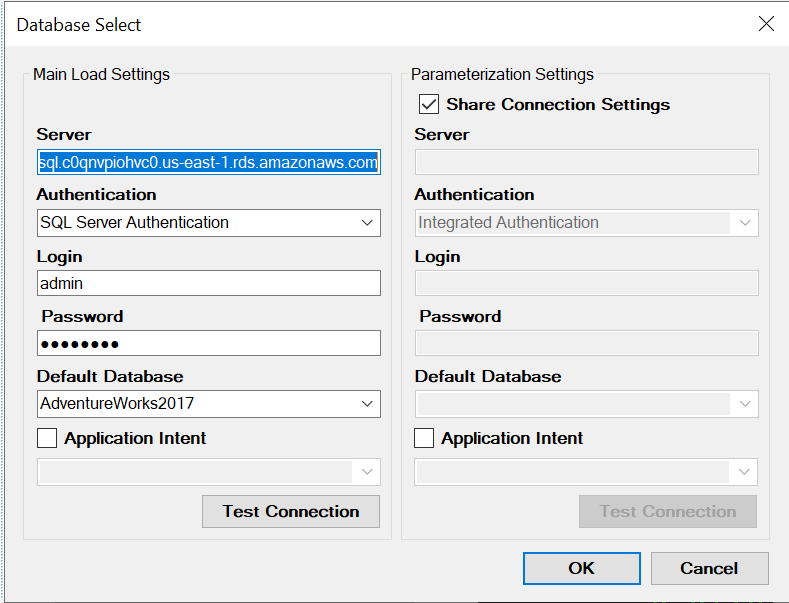 Database Select
Main Load Settings
Server
sql.c0qnvpiohvc0.us-east-1.rds.amazonaws.com
Authentication
SQL Server Authentication
Login
admin
Password
●●●●●●●●
Default Database
AdventureWorks2017
Application Intent
Test Connection
Parameterization Settings
Share Connection Settings
Server
Authentication
Integrated Authentication
Login
Password
Default Database
Application Intent
Test Connection
OK
Cancel